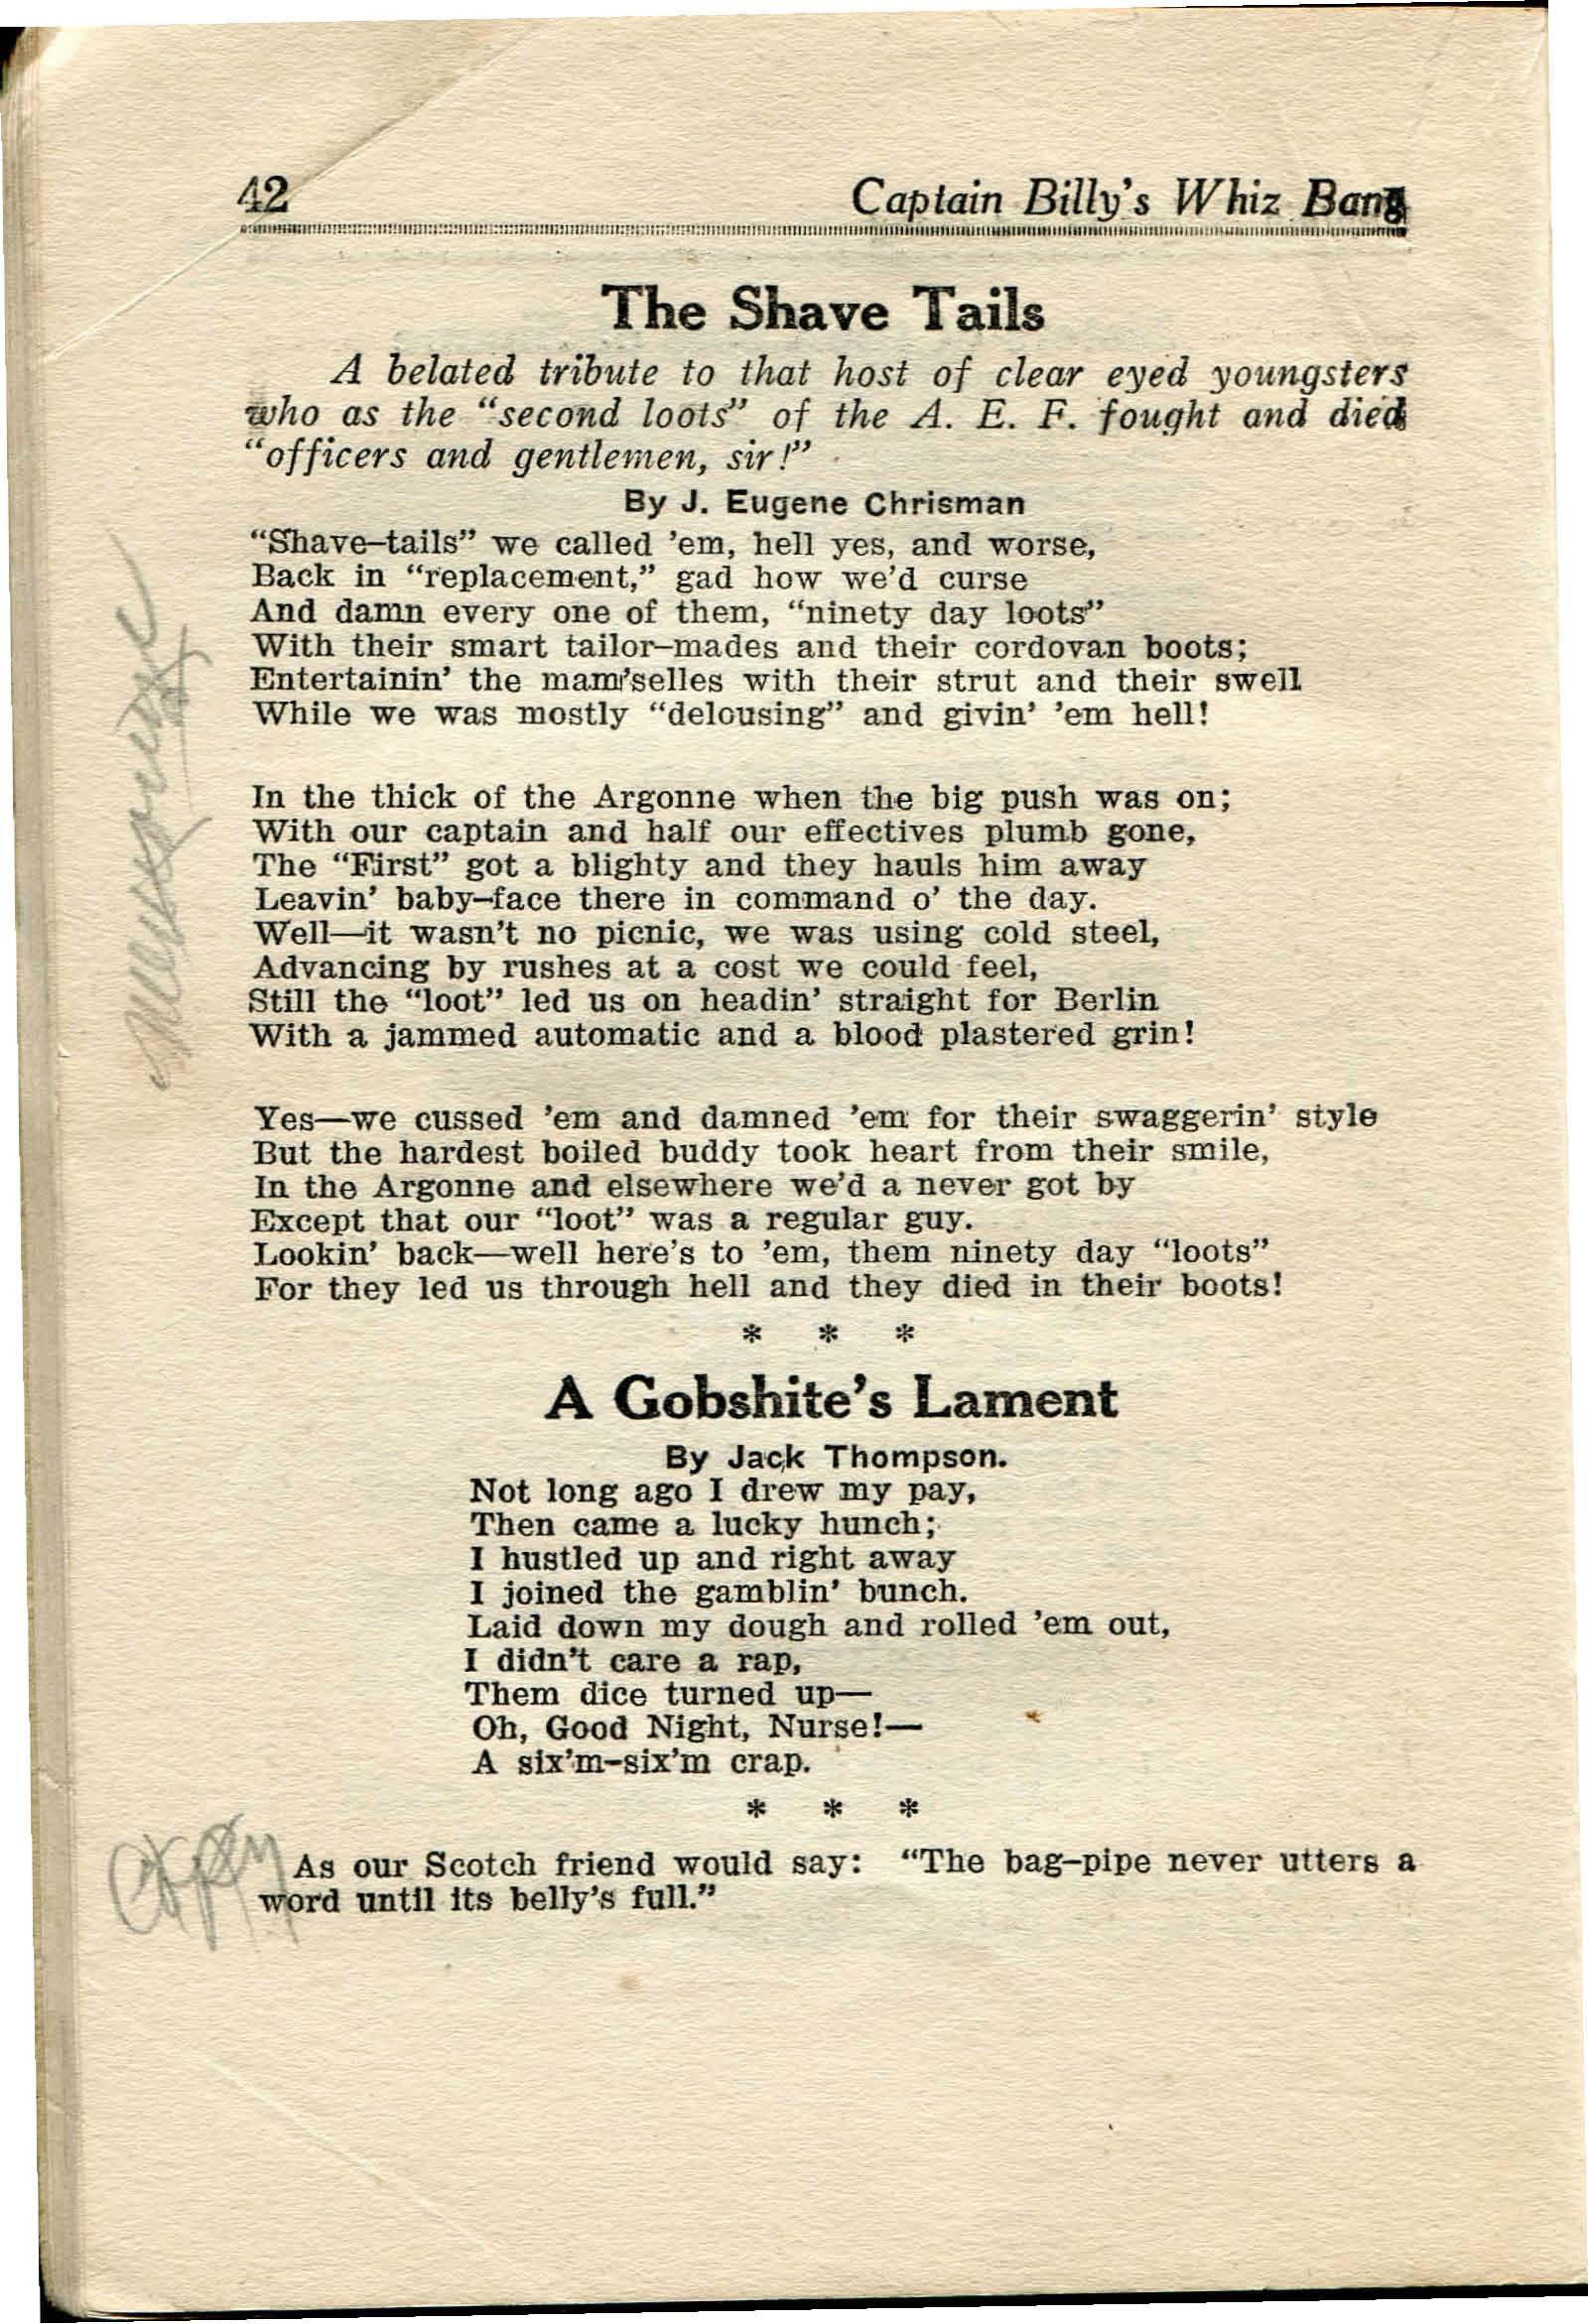 42
Captain Billy's Whiz Bang
The Shave Tails
A belated tribute to that host of clear eyed youngsters
who as the “second loots” of the A. E. F. fought and died
“officers and gentlemen, sir!”
By J. Eugene Chrisman
“Shave-tails” we called ’em, hell yes, and worse,
Back in “replacement,” gad how we’d curse
And damn every one of them, “ninety day loots”
With their smart tailor-mades and their cordovan boots;
Entertainin’ the mam’selles with their strut and their swell
While we was mostly “delousing” and givin’ ’em hell!
In the thick of the Argonne when the big push was on;
With our captain and half our effectives plumb gone,
The “First” got a blighty and they hauls him away
Leavin’ baby-face there in command o’ the day.
Well—it wasn’t no picnic, we was using cold steel,
Advancing by rushes at a cost we could feel,
Still the “loot” led us on headin’ straight for Berlin
With a jammed automatic and a blood plastered grin!
Yes—we cussed ’em and damned ’em for their swaggerin’ style
But the hardest boiled buddy took heart from their smile,
In the Argonne and elsewhere we’d a never got by
Except that our “loot” was a regular guy.
Lookin’ back—well here’s to ’em, them ninety day “loots”
For they led us through hell and they died in their boots!
* * *
A Gobshite’s Lament
By Jack Thompson.
Not long ago I drew my pay,
Then came a lucky hunch;
I hustled up and right away
I joined the gamblin’ bunch.
Laid down my dough and rolled ’em out,
I didn’t care a rap,
Them dice turned up—
Oh, Good Night, Nurse!—
A six’m-six’m crap.
* * *
Copy
As our Scotch friend would say: “The bag-pipe never utters a
word until its belly’s full.”